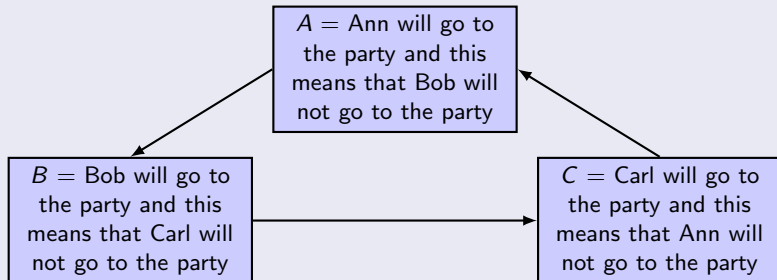 A = Ann will go to
the party and this
means that Bob will
not go to the party
B = Bob will go to
the party and this
means that Carl will
not go to the party
C = Carl will go to
the party and this
means that Ann will
not go to the party